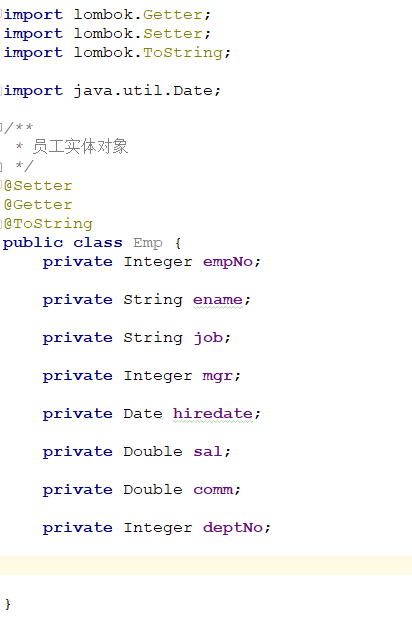 import lombok.Getter;
import lombok.Setter;
import lombok.ToString;
import java.util.Date;
/**
* 员工实体对象
*/
@Setter
@Getter
@ToString
public class Emp {
private Integer empNo;
private String ename;
private String job;
private Integer mgr;
private Date hiredate;
private Double sal;
private Double comm;
private Integer deptNo;
}